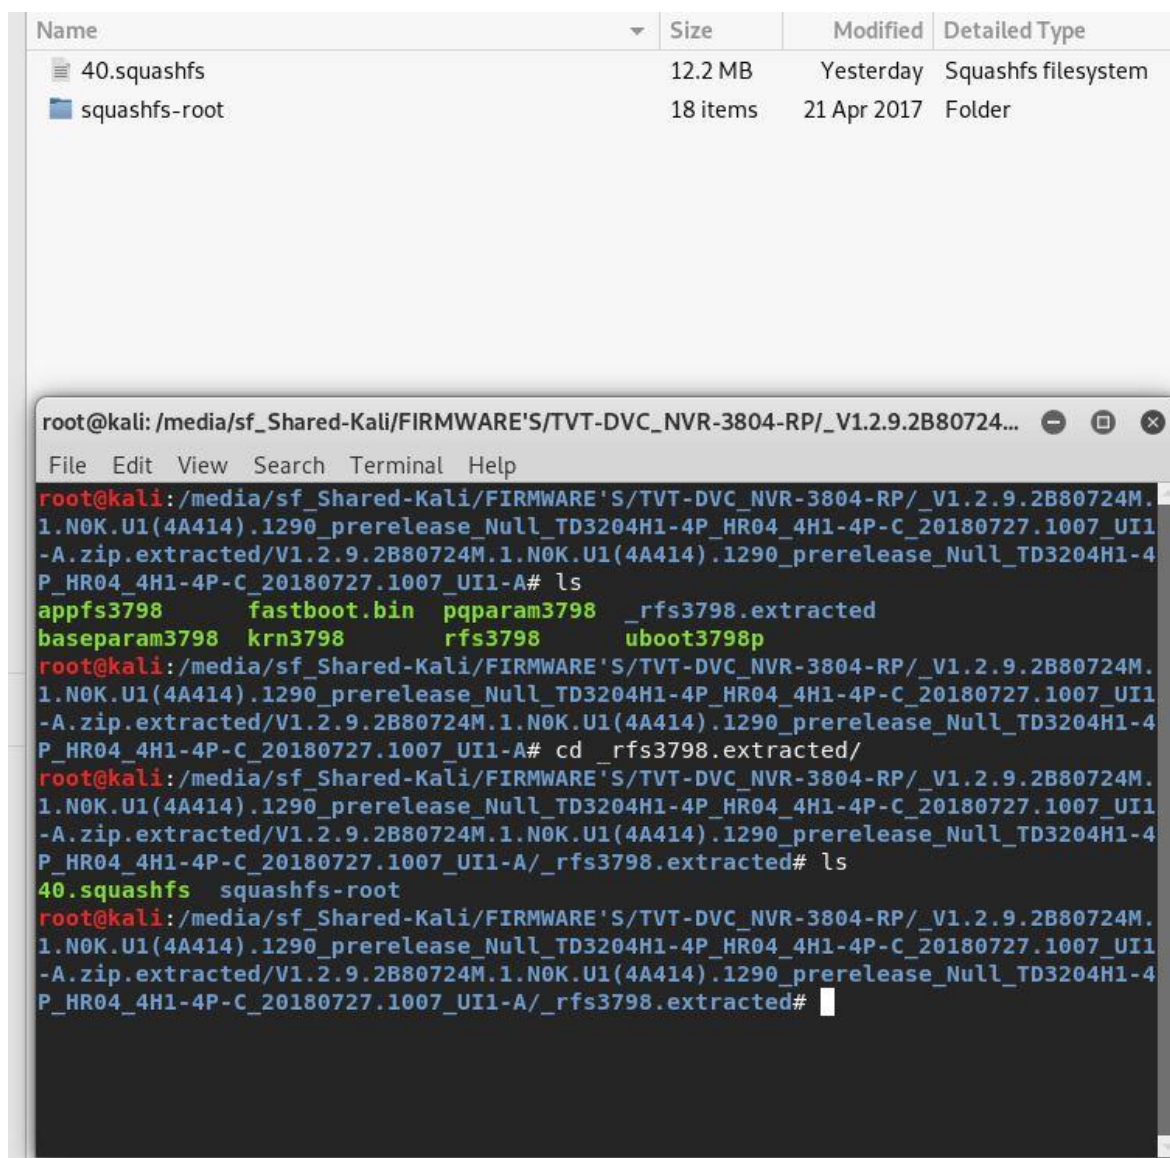 Name Size Modified Detailed Type
40.squashfs 12.2 MB Yesterday Squashfs filesystem
squashfs-root 18 items 21 Apr 2017 Folder
root@kali: /media/sf_Shared-Kali/FIRMWARE'S/TVT-DVC_NVR-3804-RP/_V1.2.9.2B80724...
File Edit View Search Terminal Help
root@kali:/media/sf_Shared-Kali/FIRMWARE'S/TVT-DVC_NVR-3804-RP/_V1.2.9.2B80724M.
1.N0K.U1(4A414).1290_prerelease_Null_TD3204H1-4P_HR04_4H1-4P-C_20180727.1007_UI1
-A.zip.extracted/V1.2.9.2B80724M.1.N0K.U1(4A414).1290_prerelease_Null_TD3204H1-4
P_HR04_4H1-4P-C_20180727.1007_UI1-A# ls
appfs3798 fastboot.bin pqparam3798 _rfs3798.extracted
baseparam3798 krn3798 rfs3798 uboot3798p
root@kali:/media/sf_Shared-Kali/FIRMWARE'S/TVT-DVC_NVR-3804-RP/_V1.2.9.2B80724M.
1.N0K.U1(4A414).1290_prerelease_Null_TD3204H1-4P_HR04_4H1-4P-C_20180727.1007_UI1
-A.zip.extracted/V1.2.9.2B80724M.1.N0K.U1(4A414).1290_prerelease_Null_TD3204H1-4
P_HR04_4H1-4P-C_20180727.1007_UI1-A# cd _rfs3798.extracted/
root@kali:/media/sf_Shared-Kali/FIRMWARE'S/TVT-DVC_NVR-3804-RP/_V1.2.9.2B80724M.
1.N0K.U1(4A414).1290_prerelease_Null_TD3204H1-4P_HR04_4H1-4P-C_20180727.1007_UI1
-A.zip.extracted/V1.2.9.2B80724M.1.N0K.U1(4A414).1290_prerelease_Null_TD3204H1-4
P_HR04_4H1-4P-C_20180727.1007_UI1-A/_rfs3798.extracted# ls
40.squashfs squashfs-root
root@kali:/media/sf_Shared-Kali/FIRMWARE'S/TVT-DVC_NVR-3804-RP/_V1.2.9.2B80724M.
1.N0K.U1(4A414).1290_prerelease_Null_TD3204H1-4P_HR04_4H1-4P-C_20180727.1007_UI1
-A.zip.extracted/V1.2.9.2B80724M.1.N0K.U1(4A414).1290_prerelease_Null_TD3204H1-4
P_HR04_4H1-4P-C_20180727.1007_UI1-A/_rfs3798.extracted#